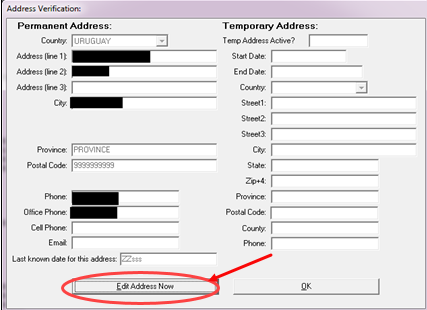 Address Verification:
Permanent Address:
Country: URUGUAY
Address (line 1):
Address (line 2):
Address (line 3):
City:
Province: PROVINCE
Postal Code: 9999999999
Phone:
Office Phone:
Cell Phone:
Email:
Last known date for this address: ZZsss
Edit Address Now
Temporary Address:
Temp Address Active?
Start Date:
End Date:
Country:
Street1:
Street2:
Street3:
City:
State:
Zip+4:
Province:
Postal Code:
County:
Phone:
OK